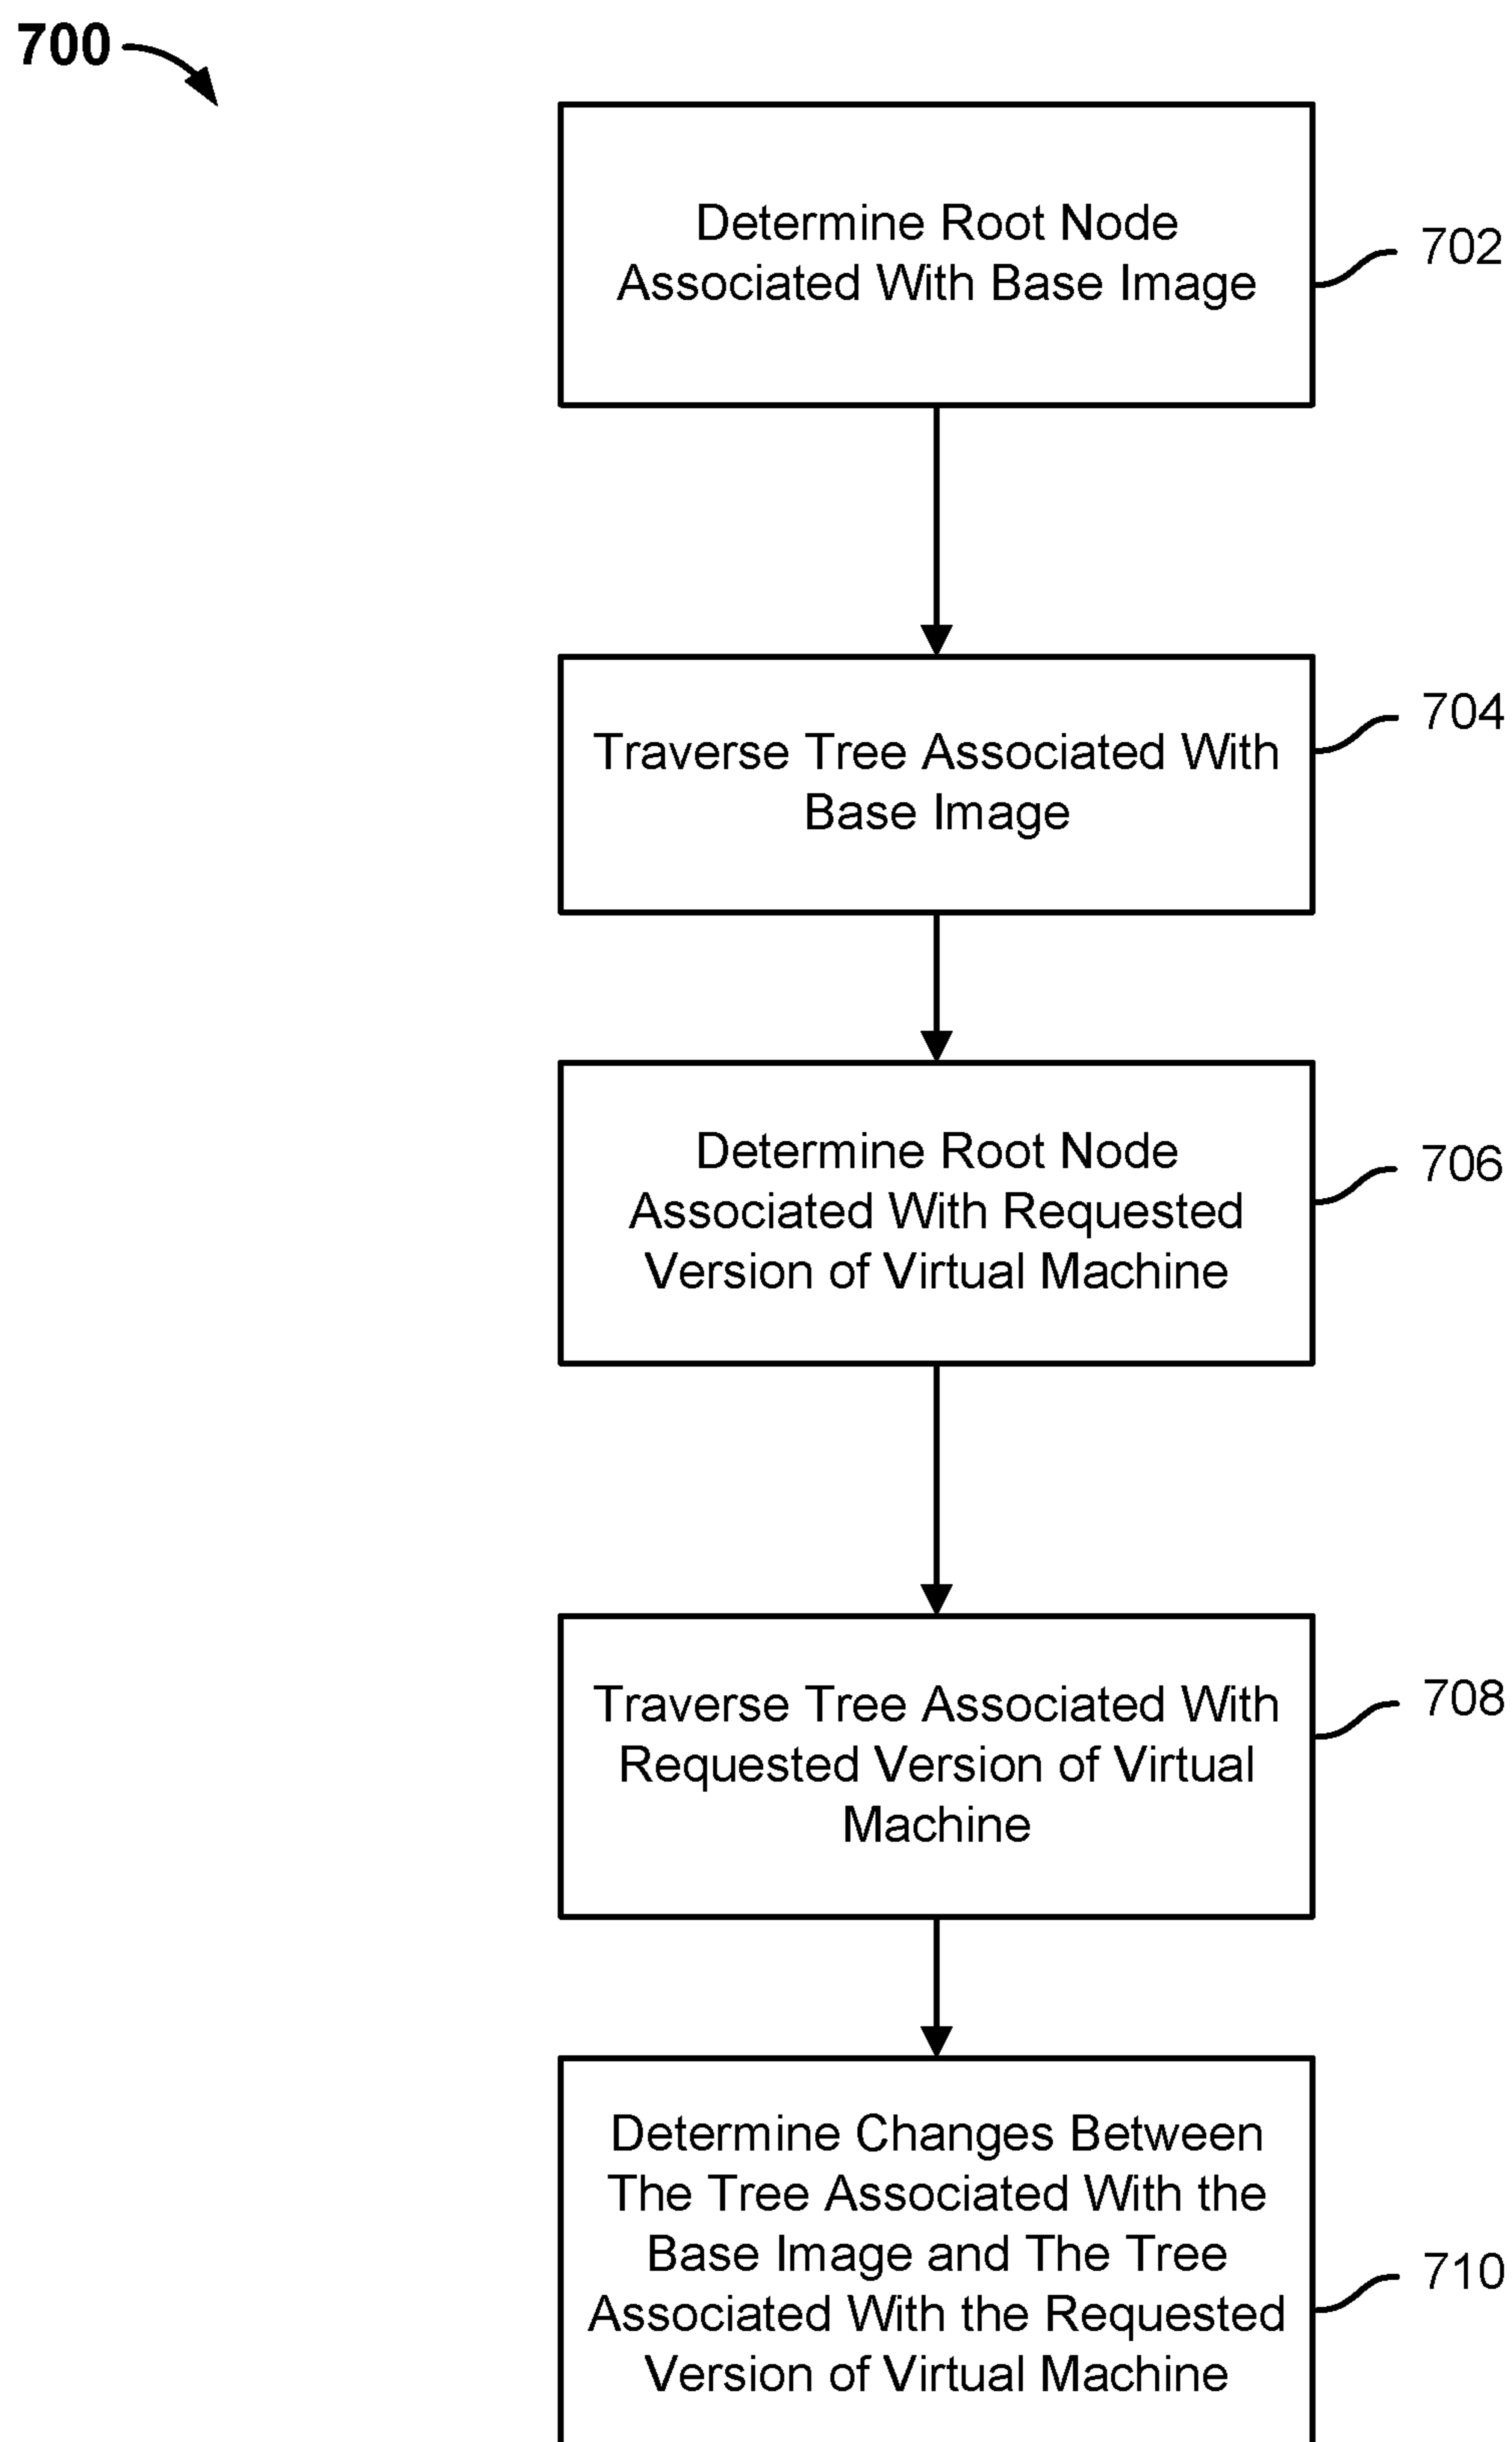 700
Determine Root Node
Associated With Base Image
702
Traverse Tree Associated With
Base Image
704
Determine Root Node
Associated With Requested
Version of Virtual Machine
706
Traverse Tree Associated With
Requested Version of Virtual
Machine
708
Determine Changes Between
The Tree Associated With the
Base Image and The Tree
Associated With the Requested
Version of Virtual Machine
710